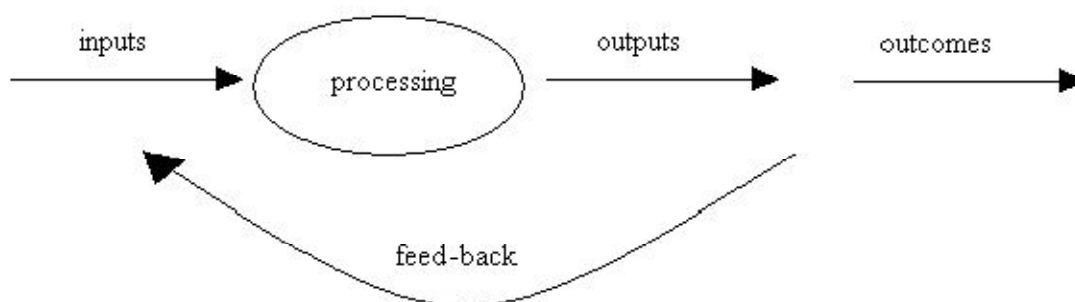 inputs
processing
outputs
outcomes
feed-back